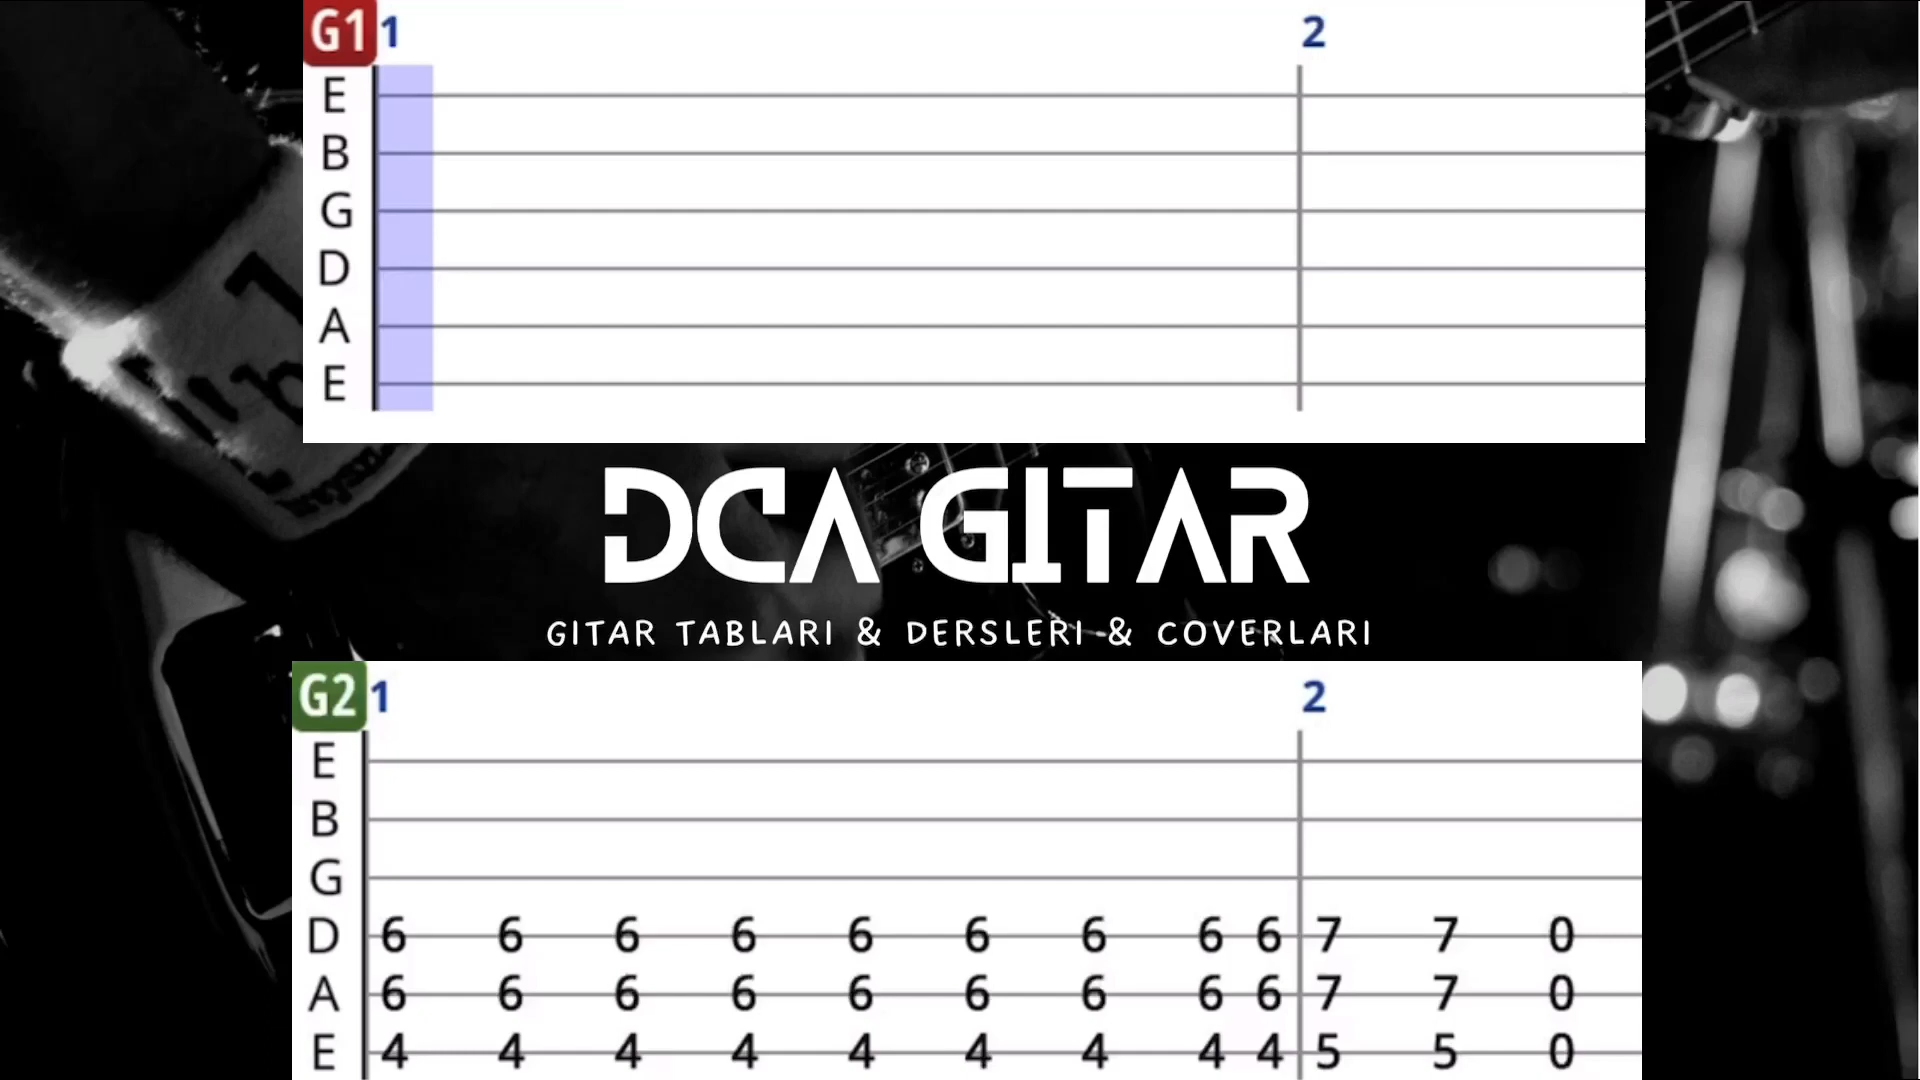 G1 1 2
E
B
G
D
A
E
DCA GITAR
GITAR TABLARI & DERSLERI & COVERLARI
G2 1 2
E
B
G
D 6 6 6 6 6 6 6 6 6 7 7 0
A 6 6 6 6 6 6 6 6 6 7 7 0
E 4 4 4 4 4 4 4 4 4 5 5 0